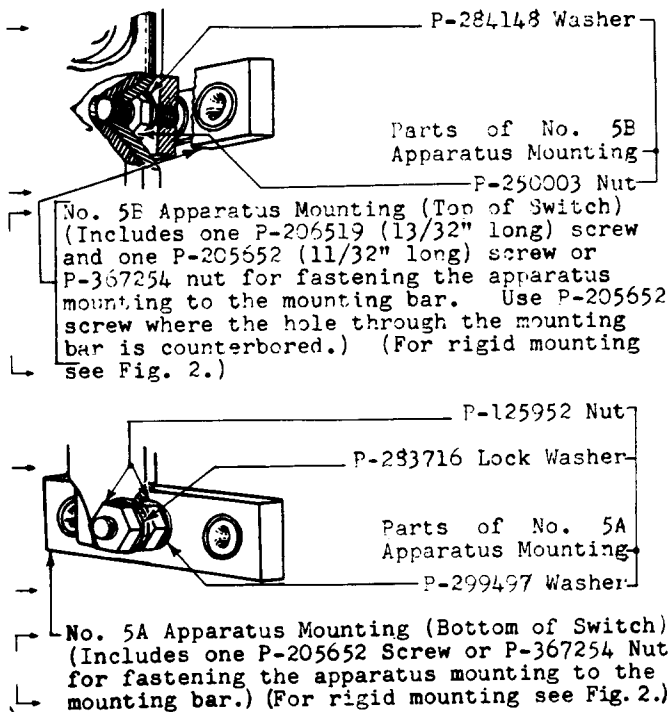 P-284148 Washer
Parts of No. 5B
Apparatus Mounting
P-250003 Nut
No. 5B Apparatus Mounting (Top of Switch)
(Includes one P-206519 (13/32" long) screw
and one P-205652 (11/32" long) screw or
P-367254 nut for fastening the apparatus
mounting to the mounting bar. Use P-205652
screw where the hole through the mounting
bar is counterbored.) (For rigid mounting
see Fig. 2.)
P-125952 Nut
P-283716 Lock Washer
Parts of No. 5A
Apparatus Mounting
P-299497 Washer
No. 5A Apparatus Mounting (Bottom of Switch)
(Includes one P-205652 Screw or P-367254 Nut
for fastening the apparatus mounting to the
mounting bar.) (For rigid mounting see Fig. 2.)